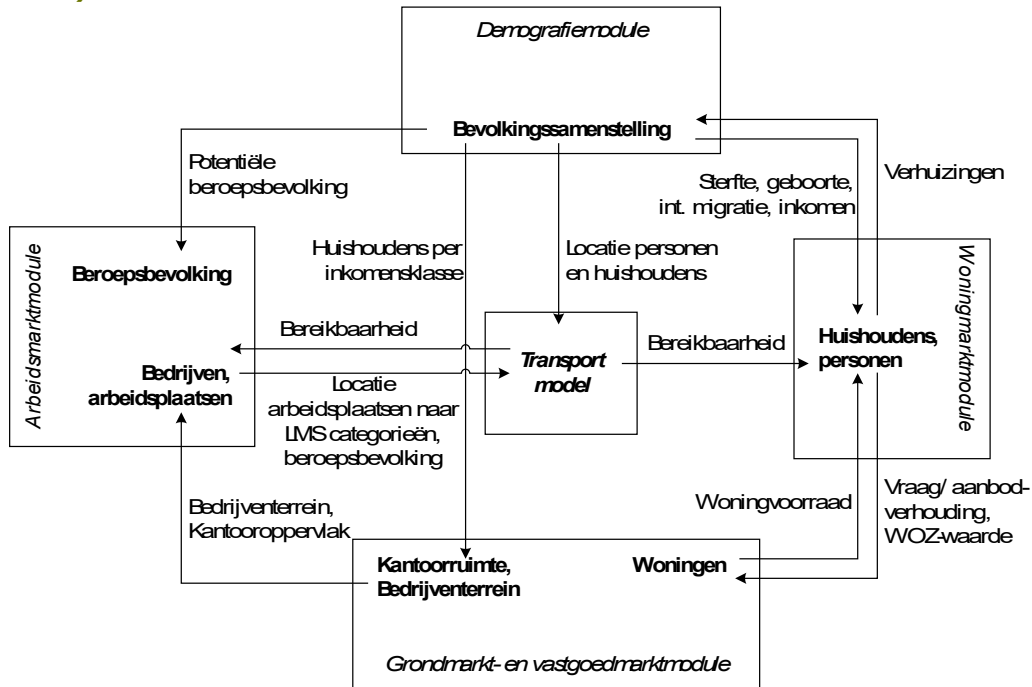 Demografiemodule
Bevolkingssamenstelling
Potentiële
beroepsbevolking
Sterfte, geboorte,
int. migratie, inkomen
Verhuizingen
Arbeidsmarktmodule
Beroepsbevolking
Huishoudens per
inkomensklasse
Locatie personen
en huishoudens
Woningmarktmodule
Bereikbaarheid
Bedrijven,
arbeidsplaatsen
Transport
model
Bereikbaarheid
Huishoudens,
personen
Locatie
arbeidsplaatsen naar
LMS categorieën,
beroepsbevolking
Bedrijventerrein,
Kantooroppervlak
Woningvoorraad
Vraag/ aanbod-
verhouding,
WOZ-waarde
Kantoorruimte,
Bedrijventerrein
Woningen
Grondmarkt- en vastgoedmarktmodule